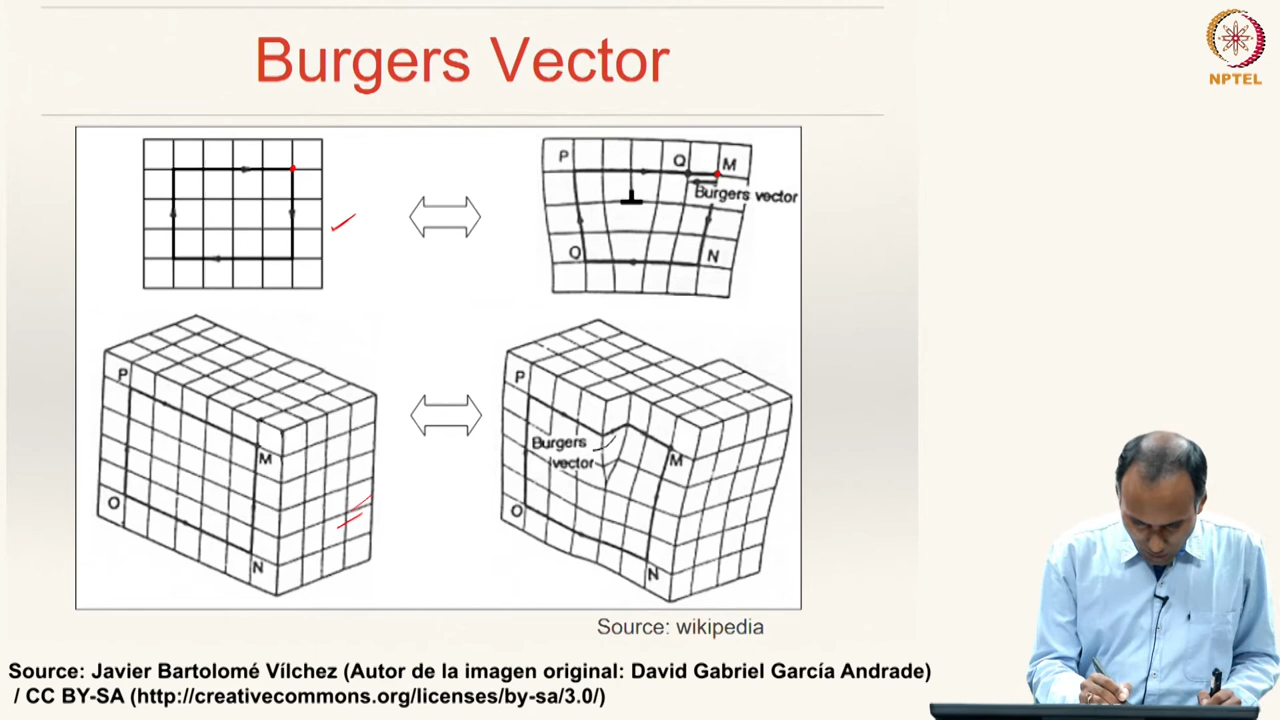 Burgers Vector
NPTEL
P
Q
M
Burgers vector
O
N
P
M
O
N
P
Burgers
vector
M
O
N
Source: wikipedia
Source: Javier Bartolomé Vílchez (Autor de la imagen original: David Gabriel García Andrade)
/ CC BY-SA (http://creativecommons.org/licenses/by-sa/3.0/)